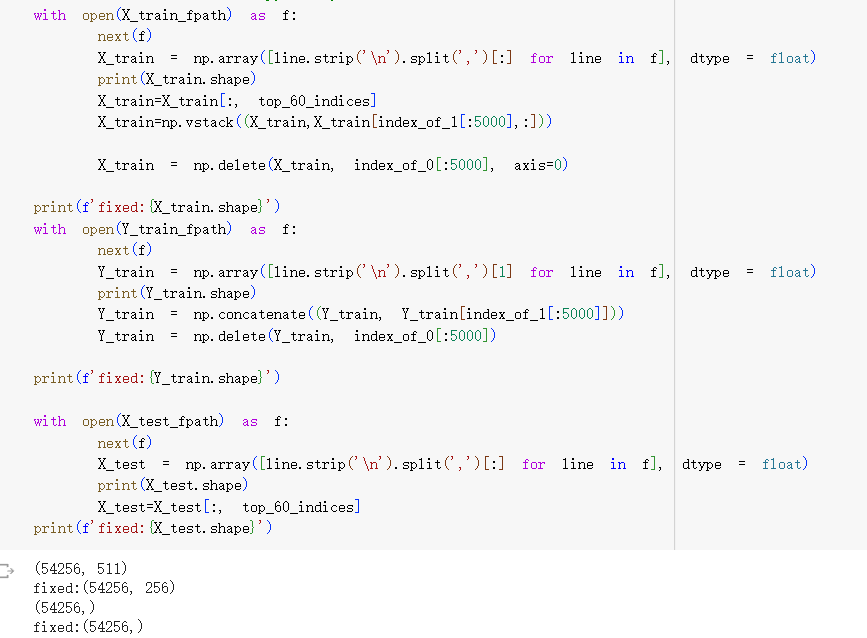 with open(X_train_fpath) as f:
next(f)
X_train = np.array([line.strip('\n').split(',')[:] for line in f], dtype = float)
print(X_train.shape)
X_train=X_train[:, top_60_indices]
X_train=np.vstack((X_train,X_train[index_of_1[:5000],:]))
X_train = np.delete(X_train, index_of_0[:5000], axis=0)
print(f'fixed:{X_train.shape}')
with open(Y_train_fpath) as f:
next(f)
Y_train = np.array([line.strip('\n').split(',')[1] for line in f], dtype = float)
print(Y_train.shape)
Y_train = np.concatenate((Y_train, Y_train[index_of_1[:5000]]))
Y_train = np.delete(Y_train, index_of_0[:5000])
print(f'fixed:{Y_train.shape}')
with open(X_test_fpath) as f:
next(f)
X_test = np.array([line.strip('\n').split(',')[:] for line in f], dtype = float)
print(X_test.shape)
X_test=X_test[:, top_60_indices]
print(f'fixed:{X_test.shape}')
(54256, 511)
fixed:(54256, 256)
(54256,)
fixed:(54256,)